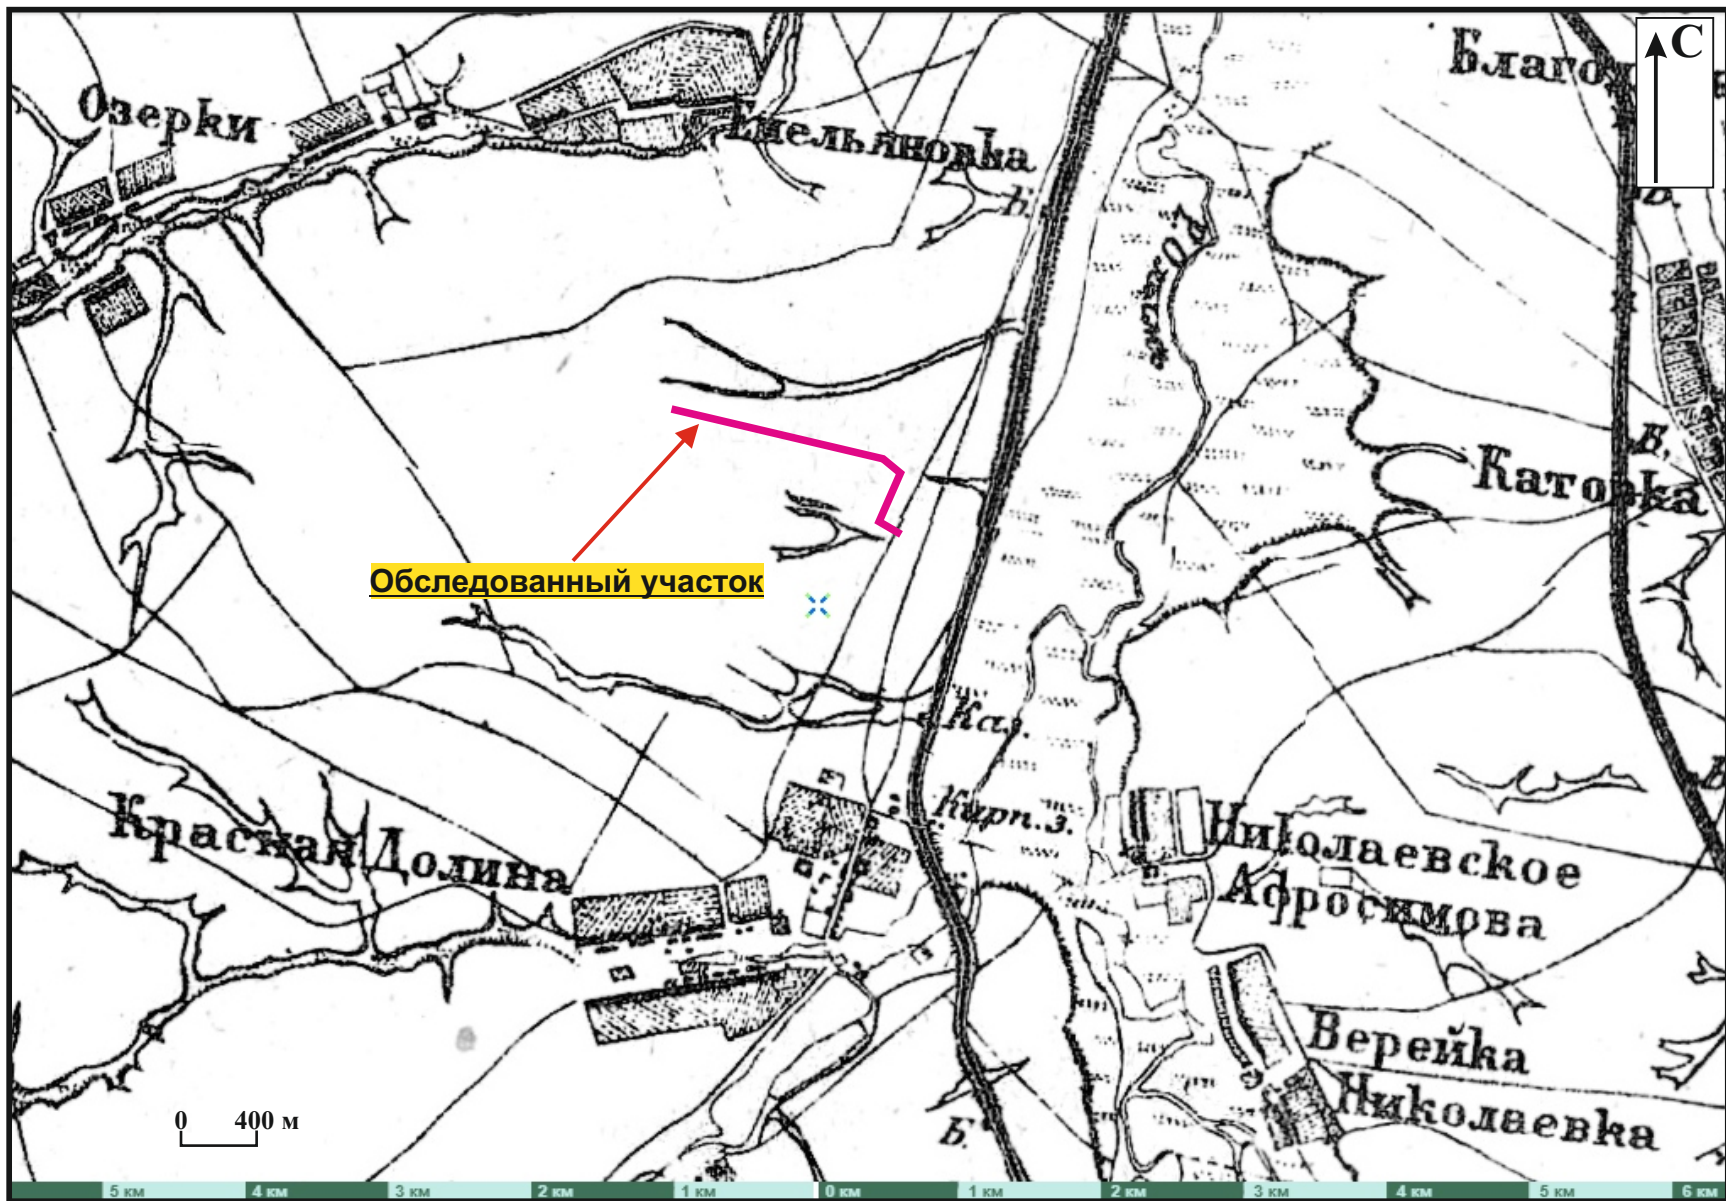 С
Озерки
Емельяновка
Б.
р. Олымъ
В.
Катовка
Обследованный участок
Каз.
Кирп.з.
Красная Долина
Николаевское
Афросимова
Верейка
Николаевка
Б.
0 400 м
5 км 4 км 3 км 2 км 1 км 0 км 1 км 2 км 3 км 4 км 5 км 6 км